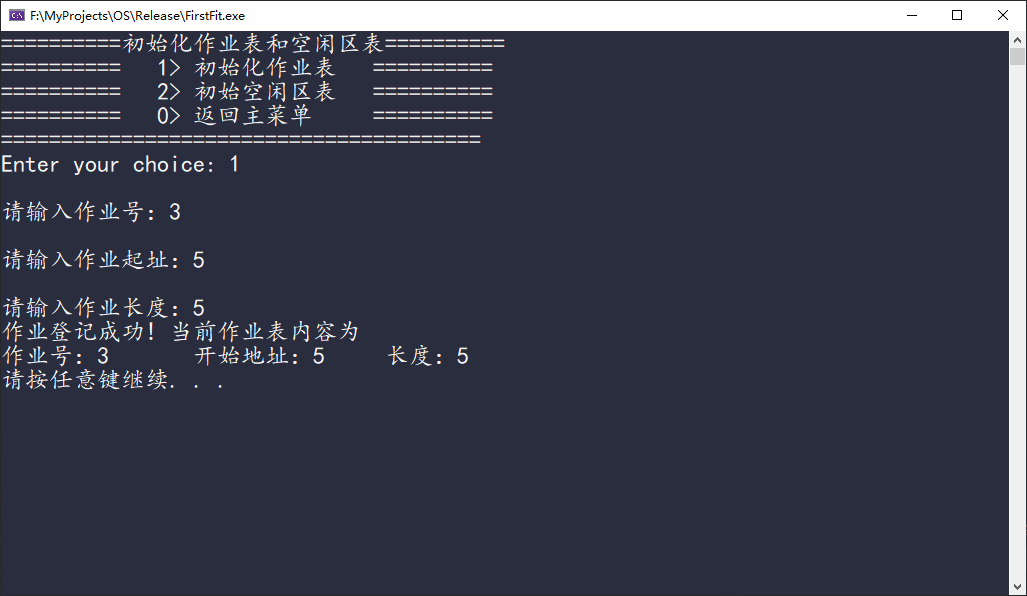 F:\MyProjects\OS\Release\FirstFit.exe
==========初始化作业表和空闲区表==========
==========   1> 初始化作业表   ==========
==========   2> 初始空闲区表   ==========
==========   0> 返回主菜单     ==========
========================================
Enter your choice: 1
请输入作业号：3
请输入作业起址：5
请输入作业长度：5
作业登记成功！当前作业表内容为
作业号：3       开始地址：5     长度：5
请按任意键继续. . .